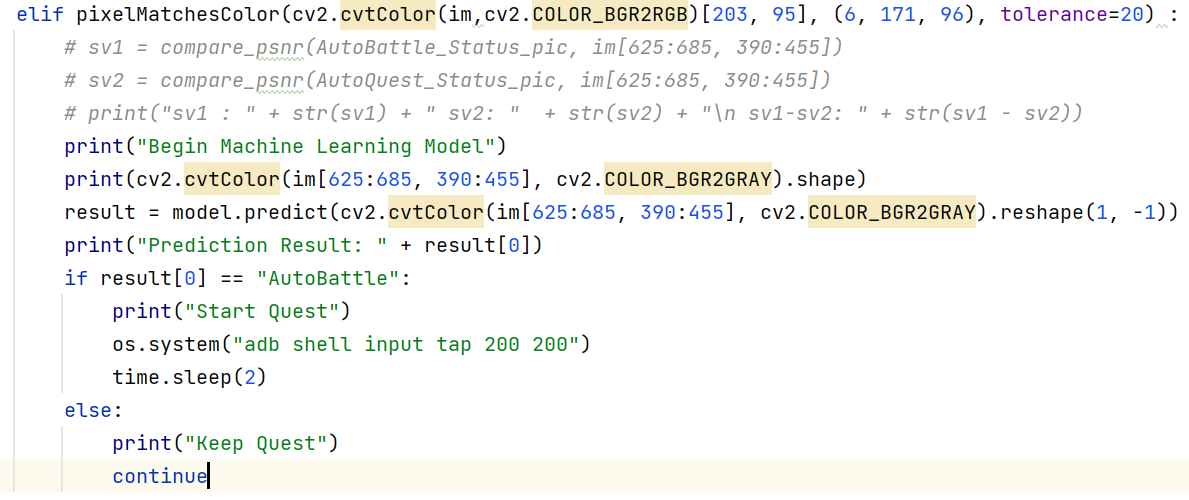 elif pixelMatchesColor(cv2.cvtColor(im,cv2.COLOR_BGR2RGB)[203, 95], (6, 171, 96), tolerance=20) :
    # sv1 = compare_psnr(AutoBattle_Status_pic, im[625:685, 390:455])
    # sv2 = compare_psnr(AutoQuest_Status_pic, im[625:685, 390:455])
    # print("sv1 : " + str(sv1) + " sv2: "  + str(sv2) + "\n sv1-sv2: " + str(sv1 - sv2))
    print("Begin Machine Learning Model")
    print(cv2.cvtColor(im[625:685, 390:455], cv2.COLOR_BGR2GRAY).shape)
    result = model.predict(cv2.cvtColor(im[625:685, 390:455], cv2.COLOR_BGR2GRAY).reshape(1, -1))
    print("Prediction Result: " + result[0])
    if result[0] == "AutoBattle":
        print("Start Quest")
        os.system("adb shell input tap 200 200")
        time.sleep(2)
    else:
        print("Keep Quest")
        continue